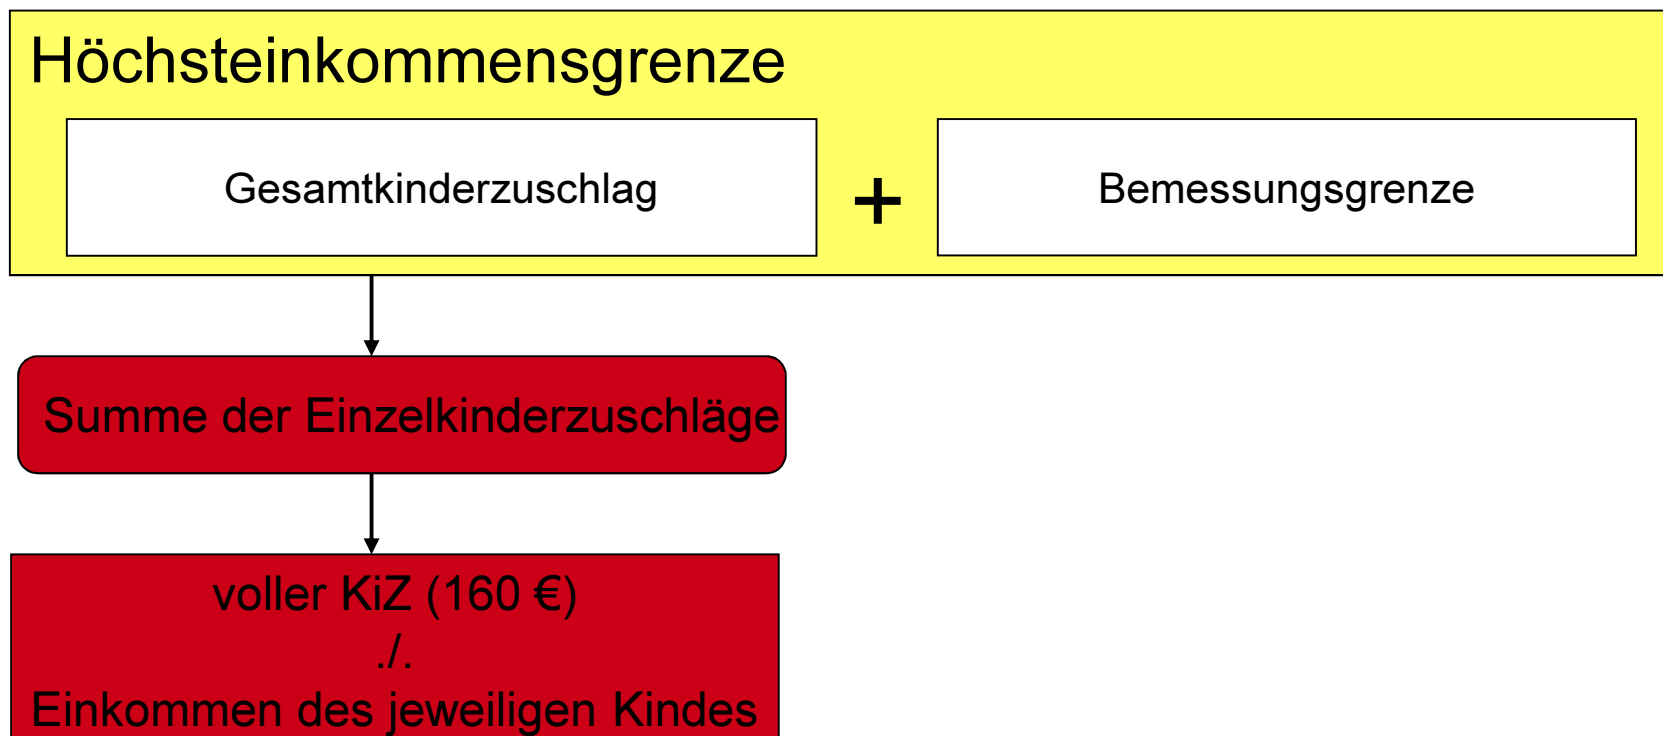 Höchsteinkommensgrenze
Gesamtkinderzuschlag + Bemessungsgrenze
Summe der Einzelkinderzuschläge
voller KiZ (160 €)
./.
Einkommen des jeweiligen Kindes